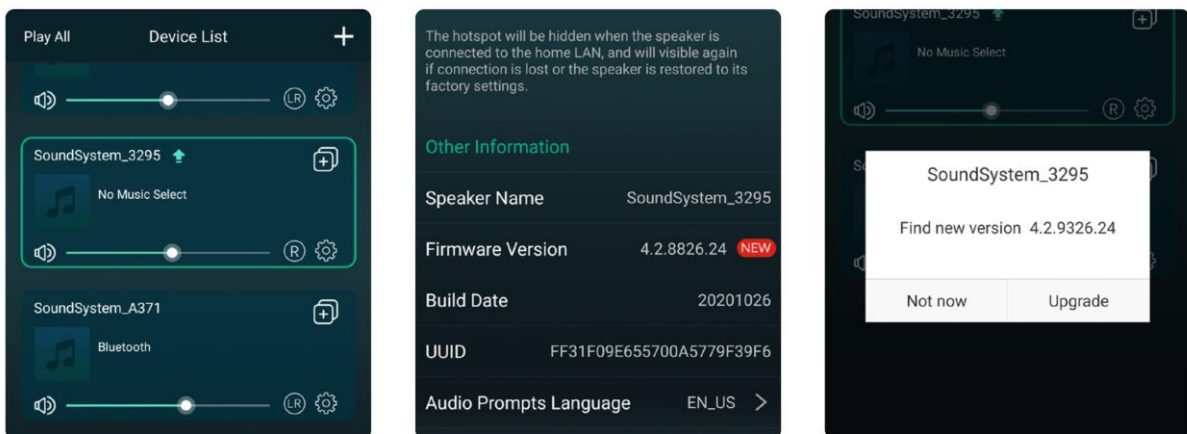 Play All
Device List
+
LR
SoundSystem_3295
No Music Select
R
SoundSystem_A371
Bluetooth
LR
The hotspot will be hidden when the speaker is
connected to the home LAN, and will visible again
if connection is lost or the speaker is restored to its
factory settings.
Other Information
Speaker Name SoundSystem_3295
Firmware Version 4.2.8826.24 NEW
Build Date 20201026
UUID FF31F09E655700A5779F39F6
Audio Prompts Language EN_US >
SoundSystem_3295
No Music Select
R
SoundSystem_3295
Find new version 4.2.9326.24
Not now Upgrade